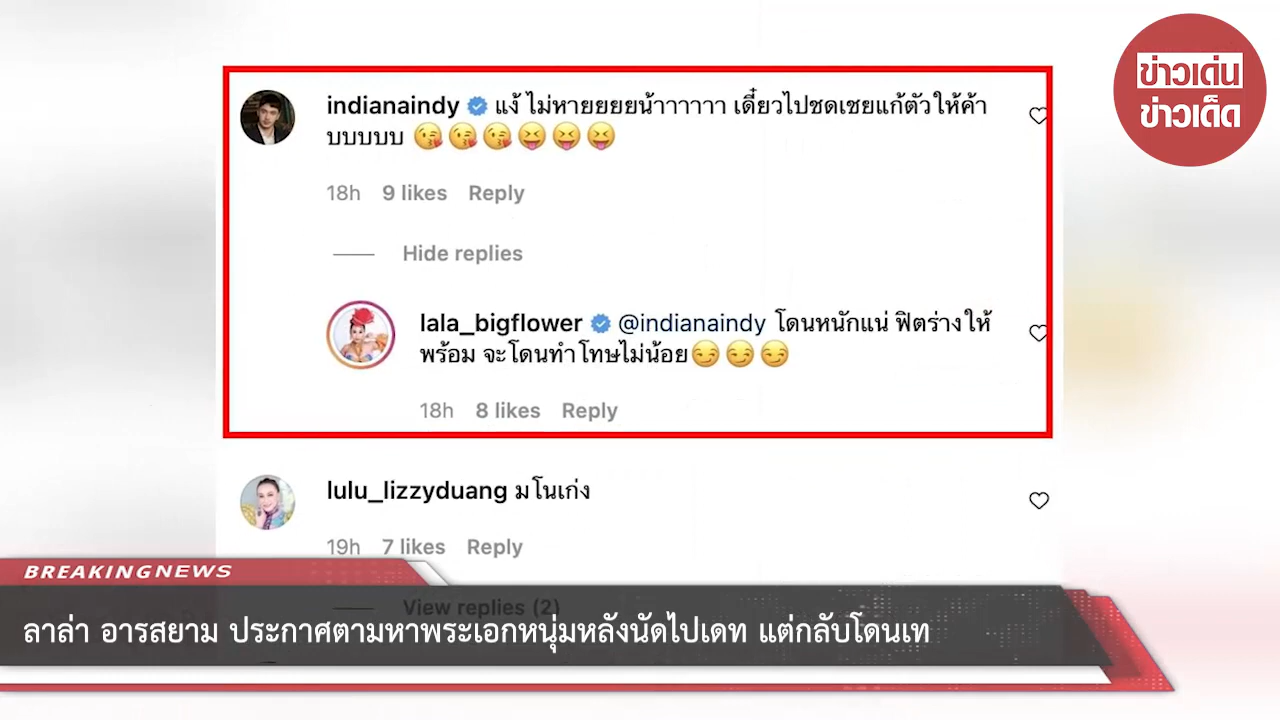 ข่าวเด่น
ข่าวเด็ด
indianaindy แง้ ไม่หายยยยน้าาาาาา เดี๋ยวไปชดเชยแก้ตัวให้ค้า
บบบบบ 😘😘😘😝😝😝
18h 9 likes Reply
Hide replies
lala_bigflower @indianaindy โดนหนักแน่ ฟิตร่างให้
พร้อม จะโดนทำโทษไม่น้อย😏😏😏
18h 8 likes Reply
lulu_lizzyduang มโนเก่ง
19h 7 likes Reply
View replies (2)
BREAKINGNEWS
ลาล่า อารสยาม ประกาศตามหาพระเอกหนุ่มหลังนัดไปเดท แต่กลับโดนเท